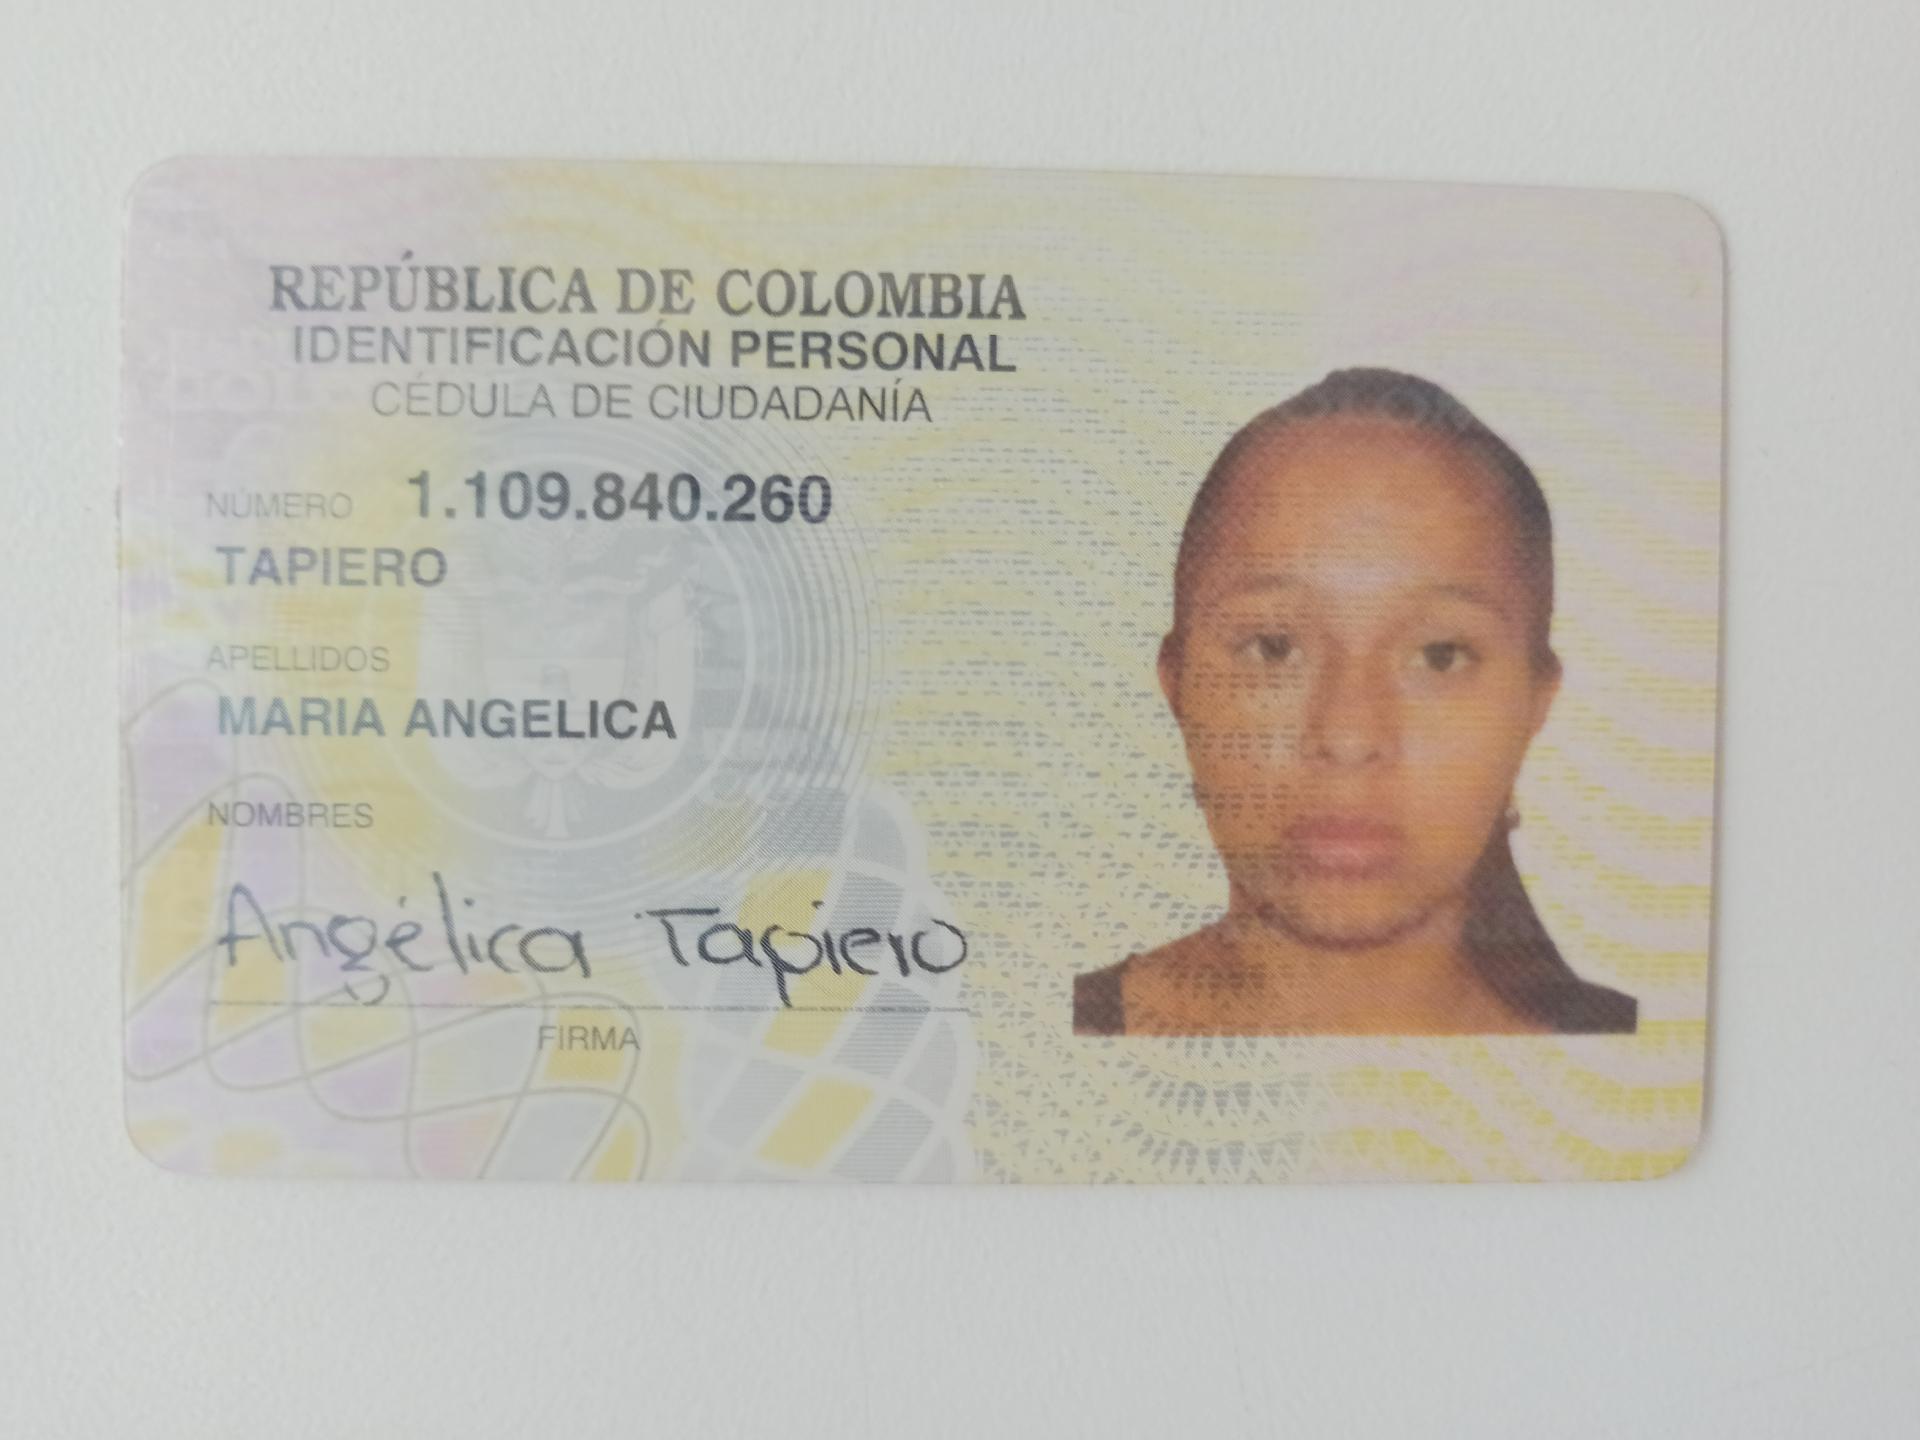 REPÚBLICA DE COLOMBIA
IDENTIFICACIÓN PERSONAL
CÉDULA DE CIUDADANÍA
NÚMERO 1.109.840.260
TAPIERO
APELLIDOS
MARIA ANGELICA
NOMBRES
Angélica Tapiero
FIRMA